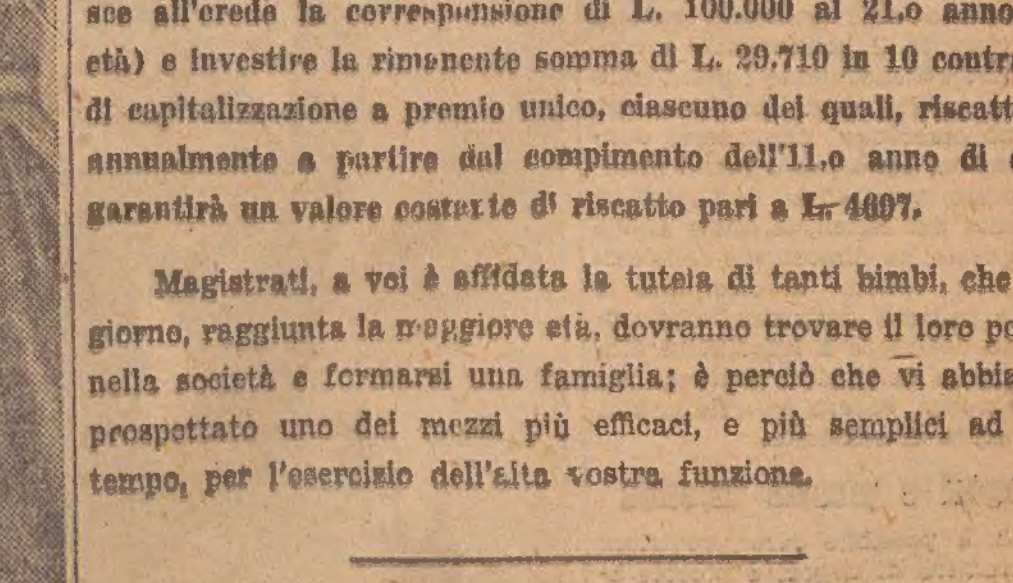 sce all'erede la corresponsione di L. 100.000 al 21.o anno
età) e investire la rimanente somma di L. 29.710 in 10 contr
di capitalizzazione a premio unico, ciascuno dei quali, riscatt
annualmente a partire dal compimento dell'11.o anno di
garantirà un valore costante di riscatto pari a L. 4607.
Magistrati, a voi è affidata la tutela di tanti bimbi, che
giorno, raggiunta la maggiore età, dovranno trovare il loro po
nella società e formarsi una famiglia; è perciò che vi abbia
prospettato uno dei mezzi più efficaci, e più semplici ad
tempo, per l'esercizio dell'alta vostra funzione.